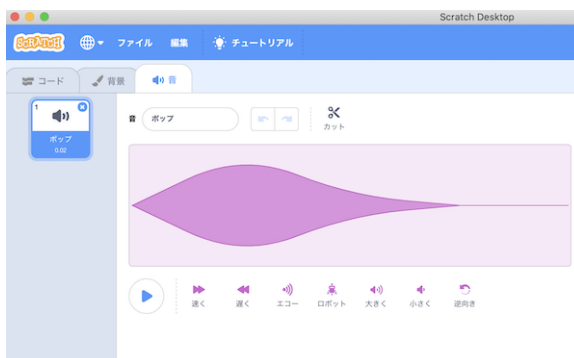 Scratch Desktop
SCRATCH ファイル 編集 チュートリアル
コード 背景 音
1
ポップ
0.02
音 ポップ カット
速く 遅く エコー ロボット 大きく 小さく 逆向き